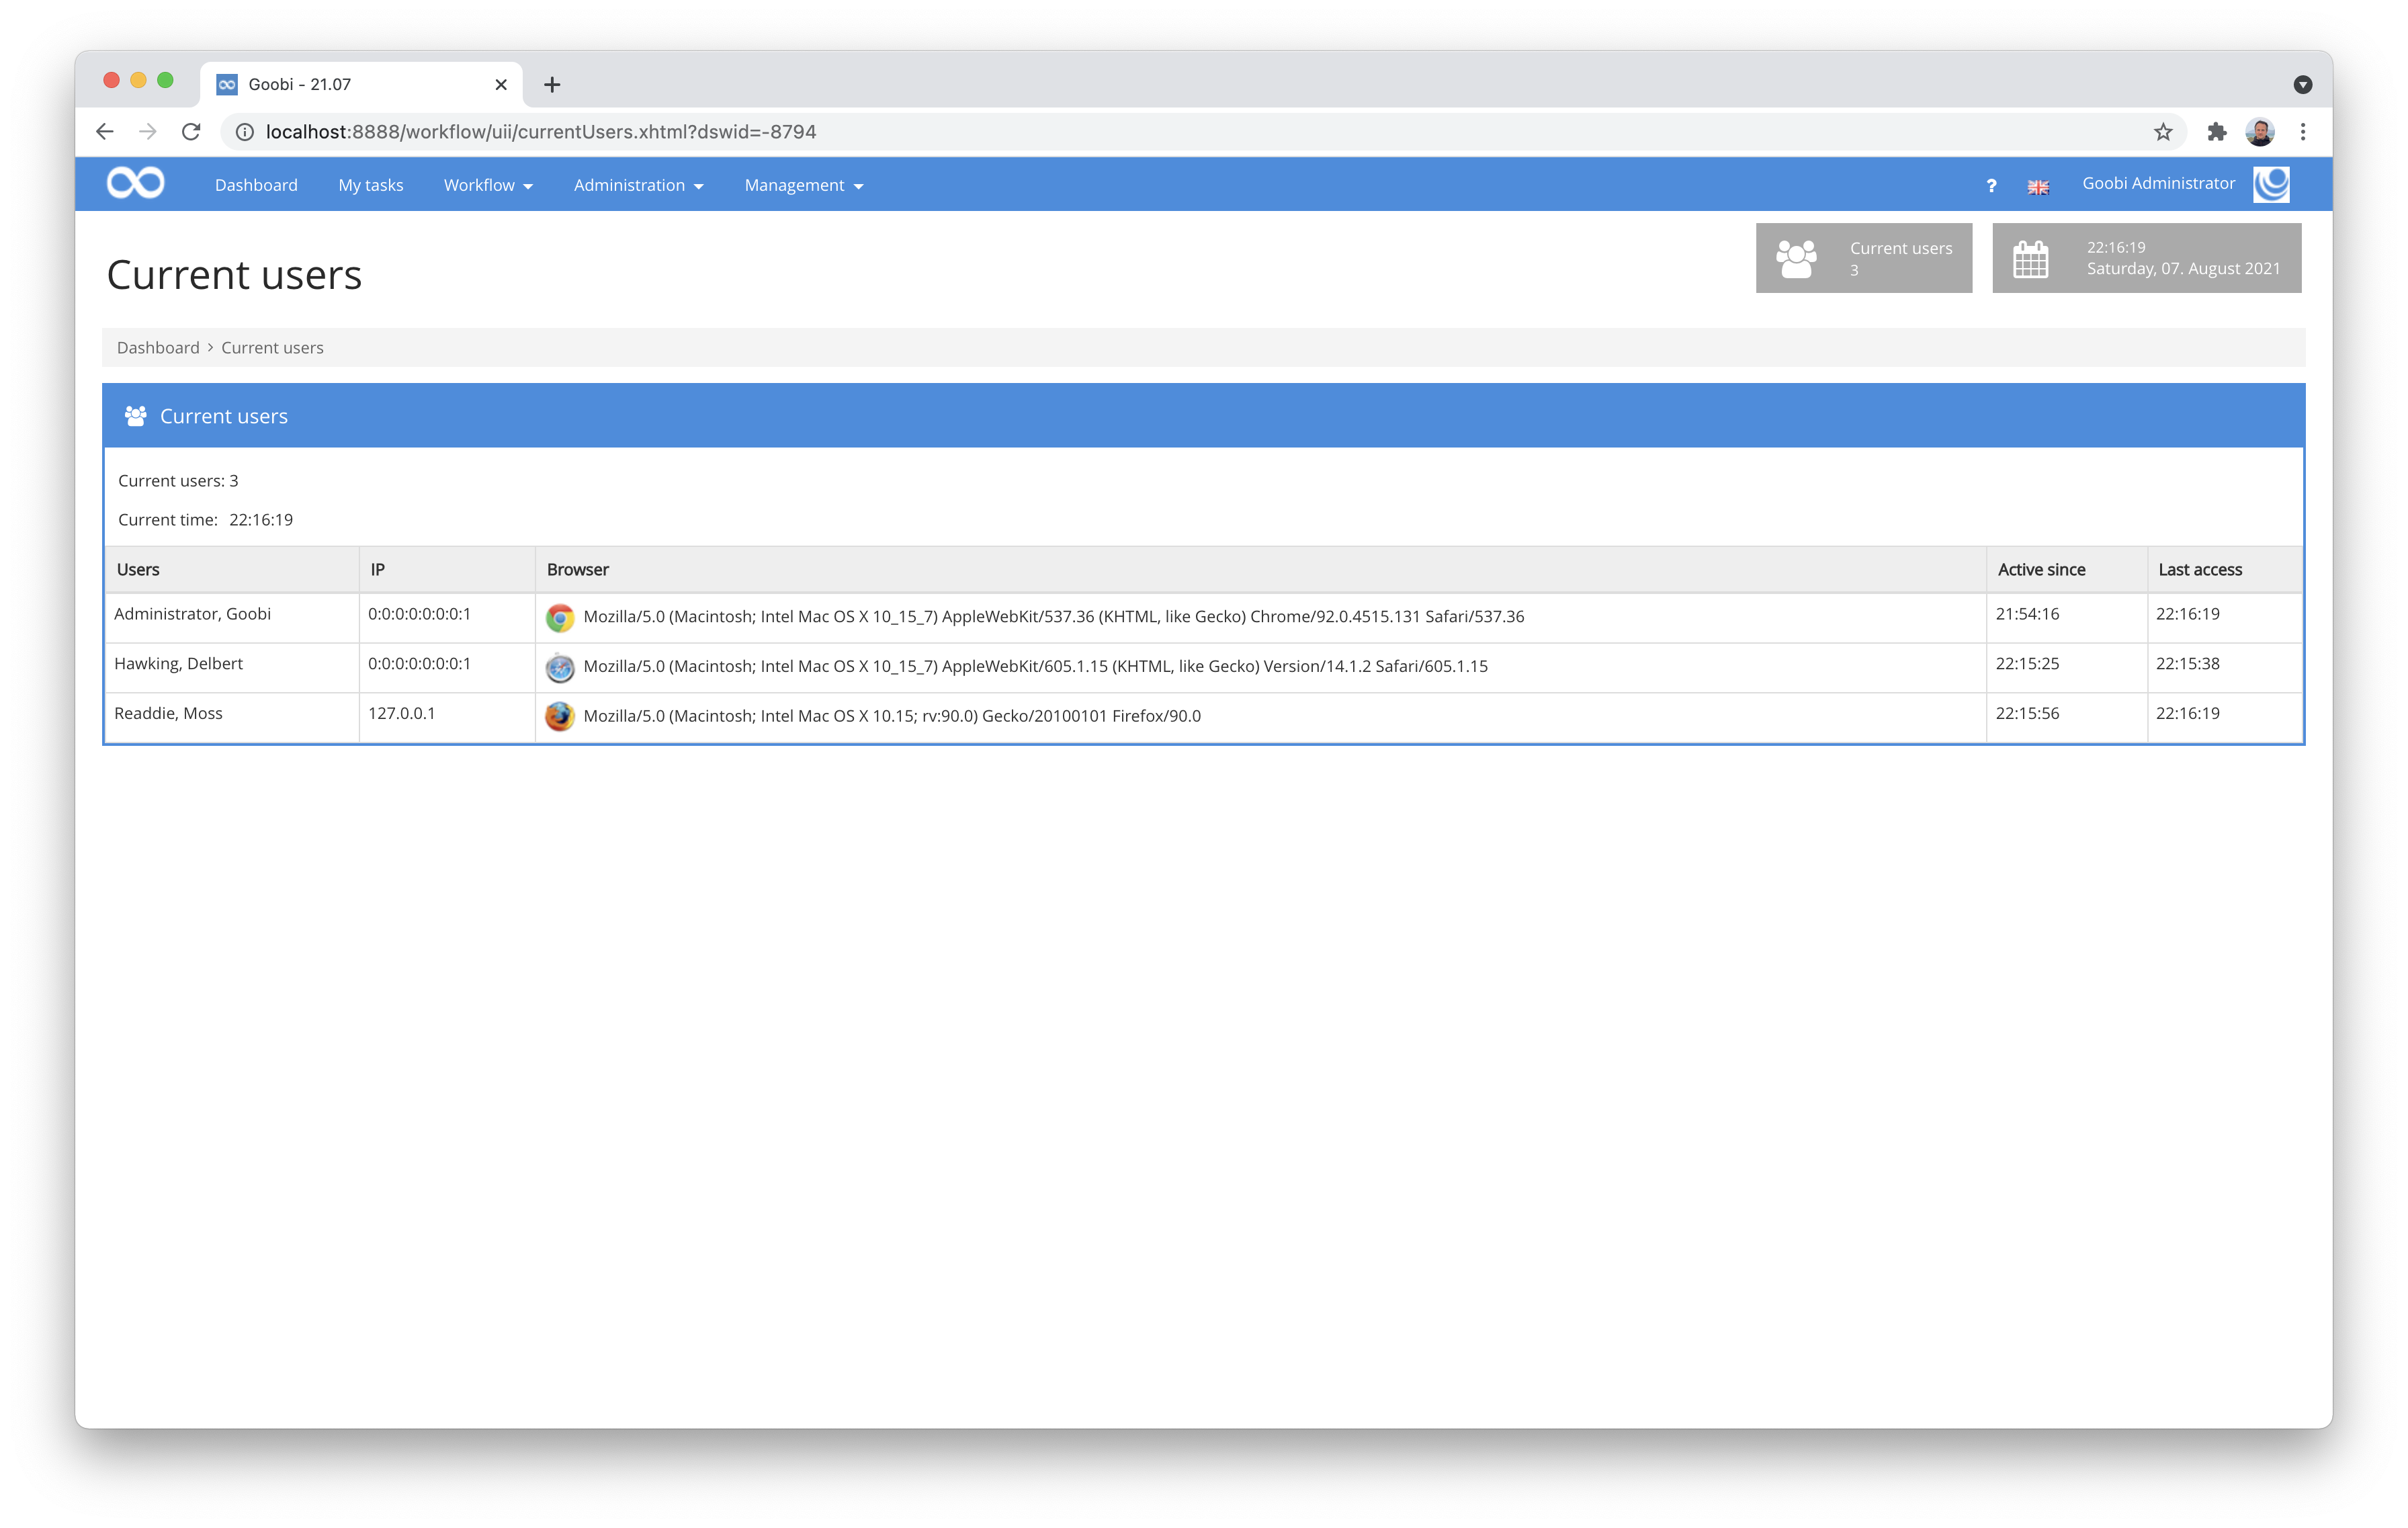 Goobi - 21.07
localhost:8888/workflow/uii/currentUsers.xhtml?dswid=-8794
Dashboard My tasks Workflow Administration Management ? Goobi Administrator
Current users
Current users
3
22:16:19
Saturday, 07. August 2021
Dashboard > Current users
Current users
Current users: 3
Current time: 22:16:19
Users IP Browser Active since Last access
Administrator, Goobi 0:0:0:0:0:0:0:1 Mozilla/5.0 (Macintosh; Intel Mac OS X 10_15_7) AppleWebKit/537.36 (KHTML, like Gecko) Chrome/92.0.4515.131 Safari/537.36 21:54:16 22:16:19
Hawking, Delbert 0:0:0:0:0:0:0:1 Mozilla/5.0 (Macintosh; Intel Mac OS X 10_15_7) AppleWebKit/605.1.15 (KHTML, like Gecko) Version/14.1.2 Safari/605.1.15 22:15:25 22:15:38
Readdie, Moss 127.0.0.1 Mozilla/5.0 (Macintosh; Intel Mac OS X 10.15; rv:90.0) Gecko/20100101 Firefox/90.0 22:15:56 22:16:19